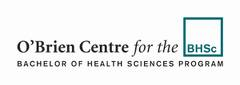 O'Brien Centre for the BHSc
BACHELOR OF HEALTH SCIENCES PROGRAM